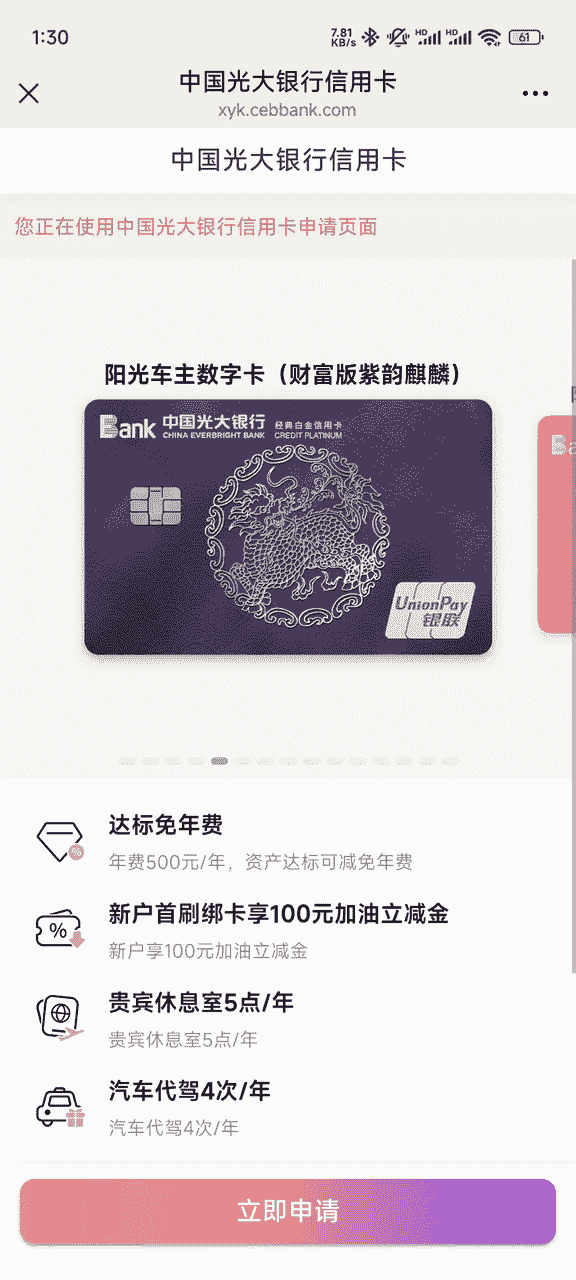 1:30
7.81 KB/s
HD
HD
61
中国光大银行信用卡
xyk.cebbank.com
中国光大银行信用卡
您正在使用中国光大银行信用卡申请页面
阳光车主数字卡（财富版紫韵麒麟）
Bank 中国光大银行 经典白金信用卡
CHINA EVERBRIGHT BANK CREDIT PLATINUM
Ba
UnionPay
银联
达标免年费
%
年费500元/年，资产达标可减免年费
新户首刷绑卡享100元加油立减金
%
新户享100元加油立减金
贵宾休息室5点/年
贵宾休息室5点/年
汽车代驾4次/年
汽车代驾4次/年
立即申请